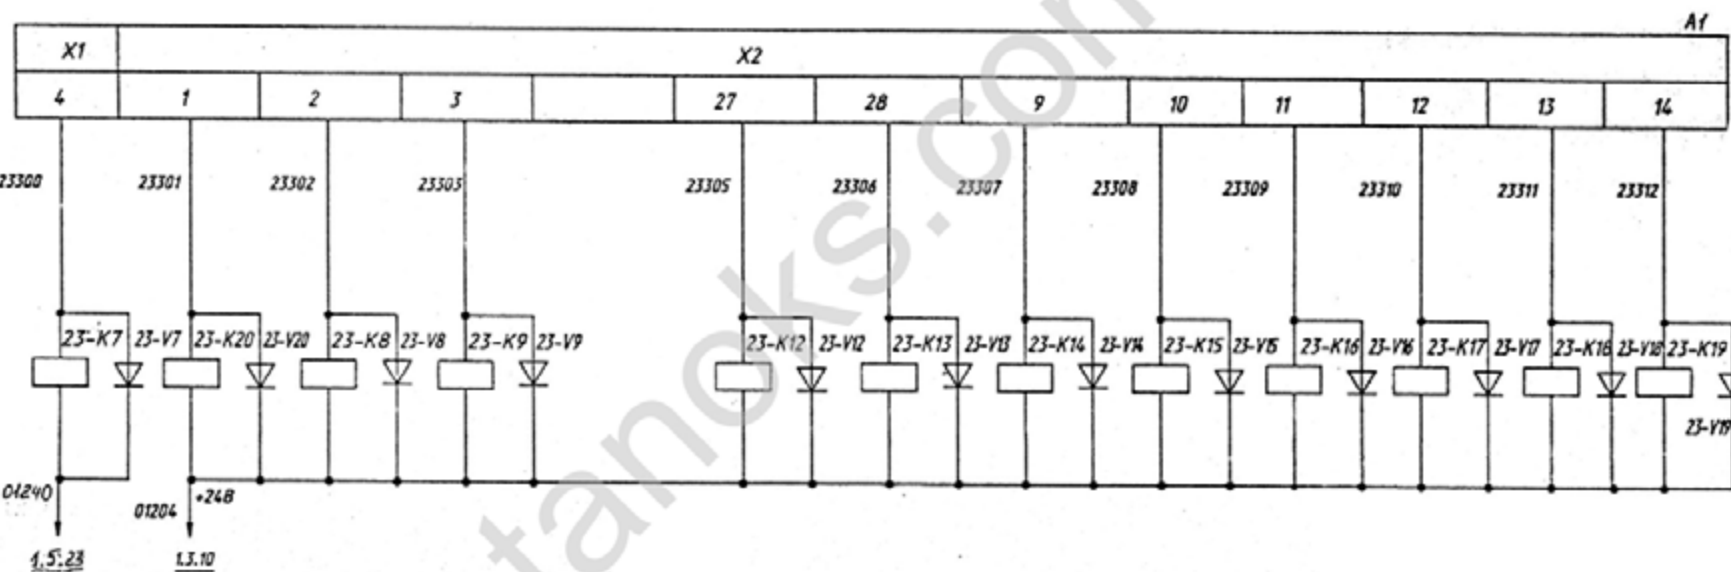 A1
X1 X2
4 1 2 3 27 28 9 10 11 12 13 14
23300 23301 23302 23303 23305 23306 23307 23308 23309 23310 23311 23312
23-K7 23-V7 23-K20 23-V20 23-K8 23-V8 23-K9 23-V9 23-K12 23-V12 23-K13 23-V13 23-K14 23-V14 23-K15 23-V15 23-K16 23-V16 23-K17 23-V17 23-K18 23-V18 23-K19
23-V19
01240 01204 +24В
1.5.23 1.3.10
tanoks.com